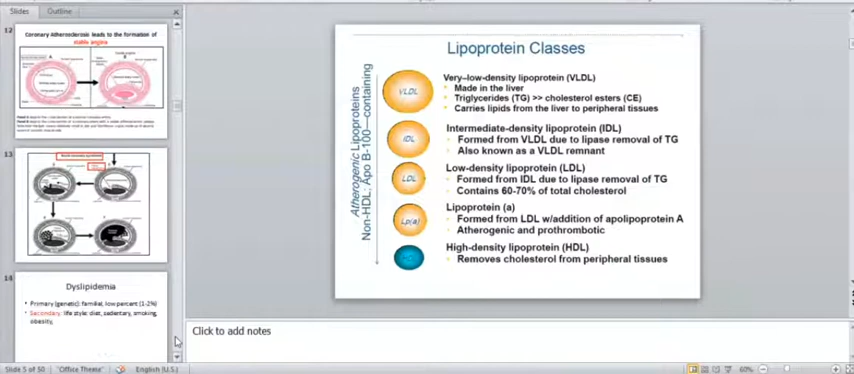 Slides
Outline
12
Coronary Atherosclerosis leads to the formation of
stable angina
13
14
Dyslipidemia
• Primary (genetic): familial, low percent (1-2%)
• Secondary: life style: diet, sedentary, smoking,
obesity,
Lipoprotein Classes
Atherogenic Lipoproteins
Non-HDL: Apo B-100—containing
VLDL
Very–low-density lipoprotein (VLDL)
• Made in the liver
• Triglycerides (TG) >> cholesterol esters (CE)
• Carries lipids from the liver to peripheral tissues
IDL
Intermediate-density lipoprotein (IDL)
• Formed from VLDL due to lipase removal of TG
• Also known as a VLDL remnant
LDL
Low-density lipoprotein (LDL)
• Formed from IDL due to lipase removal of TG
• Contains 60-70% of total cholesterol
Lp(a)
Lipoprotein (a)
• Formed from LDL w/addition of apolipoprotein A
• Atherogenic and prothrombotic
High-density lipoprotein (HDL)
• Removes cholesterol from peripheral tissues
Click to add notes
Slide 5 of 50
"Office Theme"
English (U.S.)
60%